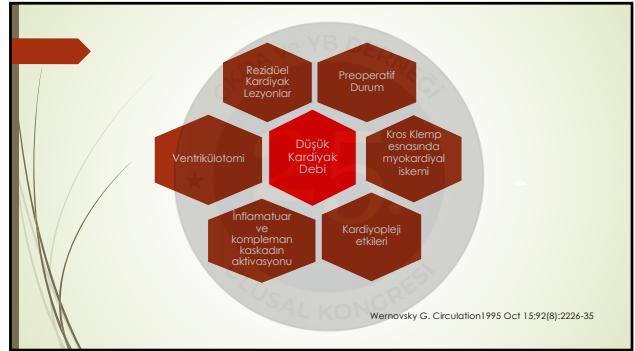 Rezidüel
Kardiyak
Lezyonlar
Preoperatif
Durum
Ventrikülotomi
Düşük
Kardiyak
Debi
Kros Klemp
esnasında
myokardiyal
iskemi
İnflamatuar
ve
kompleman
kaskadın
aktivasyonu
Kardiyopleji
etkileri
Wernovsky G. Circulation1995 Oct 15;92(8):2226-35